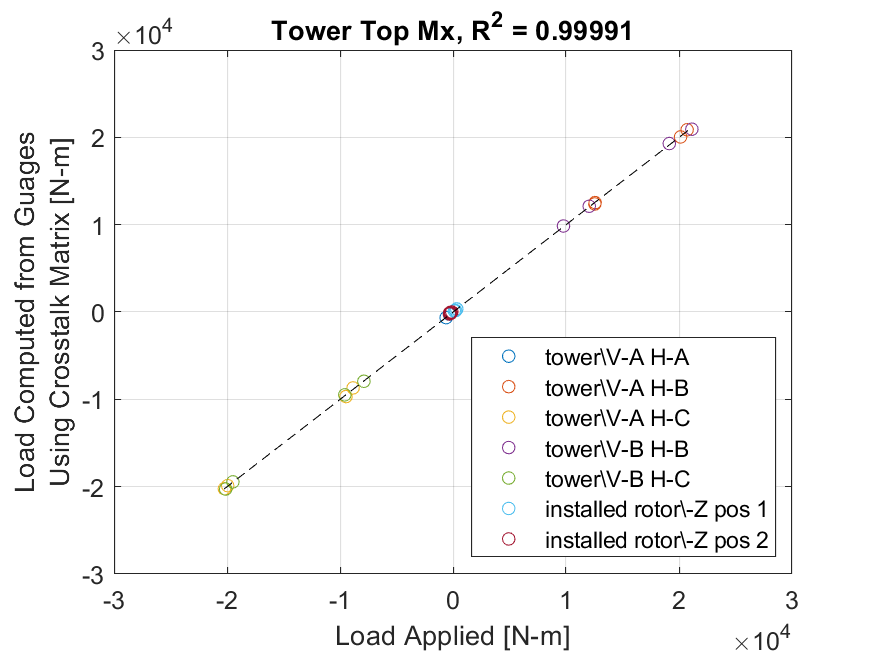 Tower Top Mx, R² = 0.99991
×10⁴
3
2
1
0
-1
-2
-3
Load Computed from Guages
Using Crosstalk Matrix [N-m]
tower\V-A H-A
tower\V-A H-B
tower\V-A H-C
tower\V-B H-B
tower\V-B H-C
installed rotor\-Z pos 1
installed rotor\-Z pos 2
-3 -2 -1 0 1 2 3
Load Applied [N-m]
×10⁴